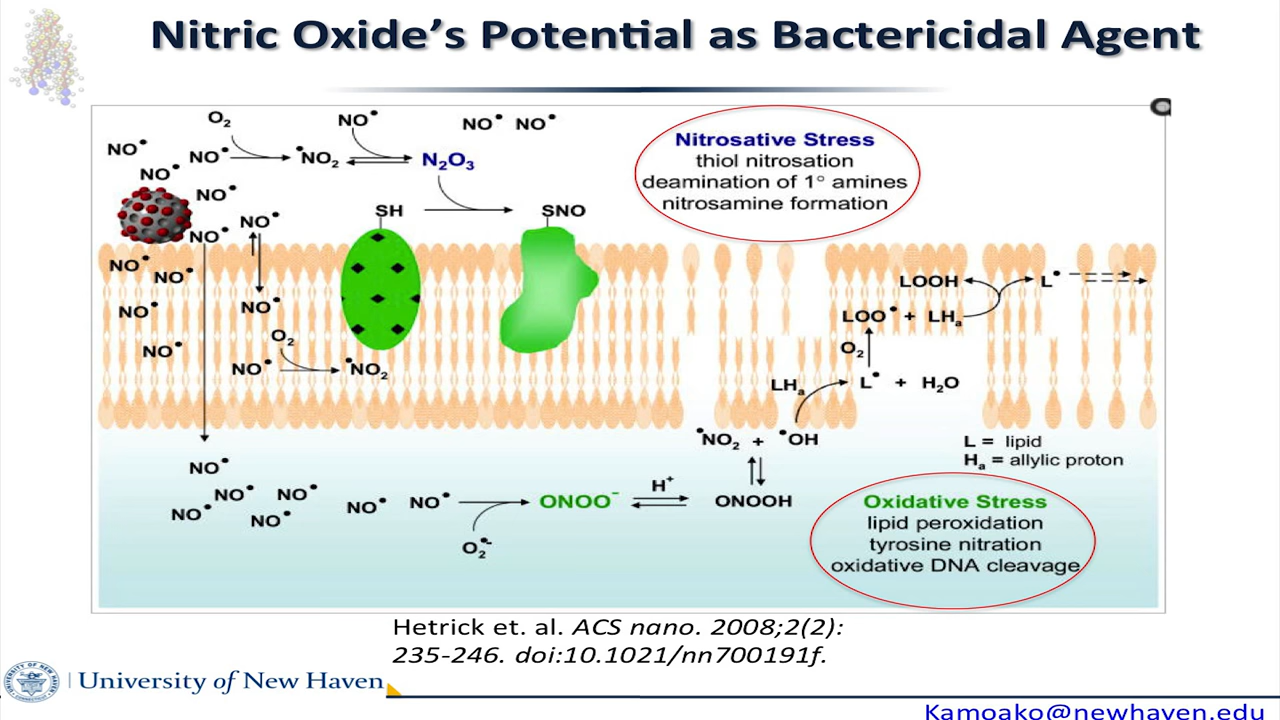 Nitric Oxide's Potential as Bactericidal Agent
O₂
NO•
NO• NO•
NO•
NO•
•NO₂
N₂O₃
NO•
NO•
SH
SNO
NO•
NO•
NO•
NO•
NO•
NO•
O₂
NO•
NO•
•NO₂
Nitrosative Stress
thiol nitrosation
deamination of 1° amines
nitrosamine formation
LOOH
L•
LOO• + LHₐ
O₂
LHₐ
L• + H₂O
•NO₂ + •OH
L = lipid
Hₐ = allylic proton
NO•
NO• NO•
NO• NO•
NO• NO•
ONOO⁻
H⁺
ONOOH
O₂•⁻
Oxidative Stress
lipid peroxidation
tyrosine nitration
oxidative DNA cleavage
Hetrick et. al. ACS nano. 2008;2(2):
235-246. doi:10.1021/nn700191f.
University of New Haven
Kamoako@newhaven.edu